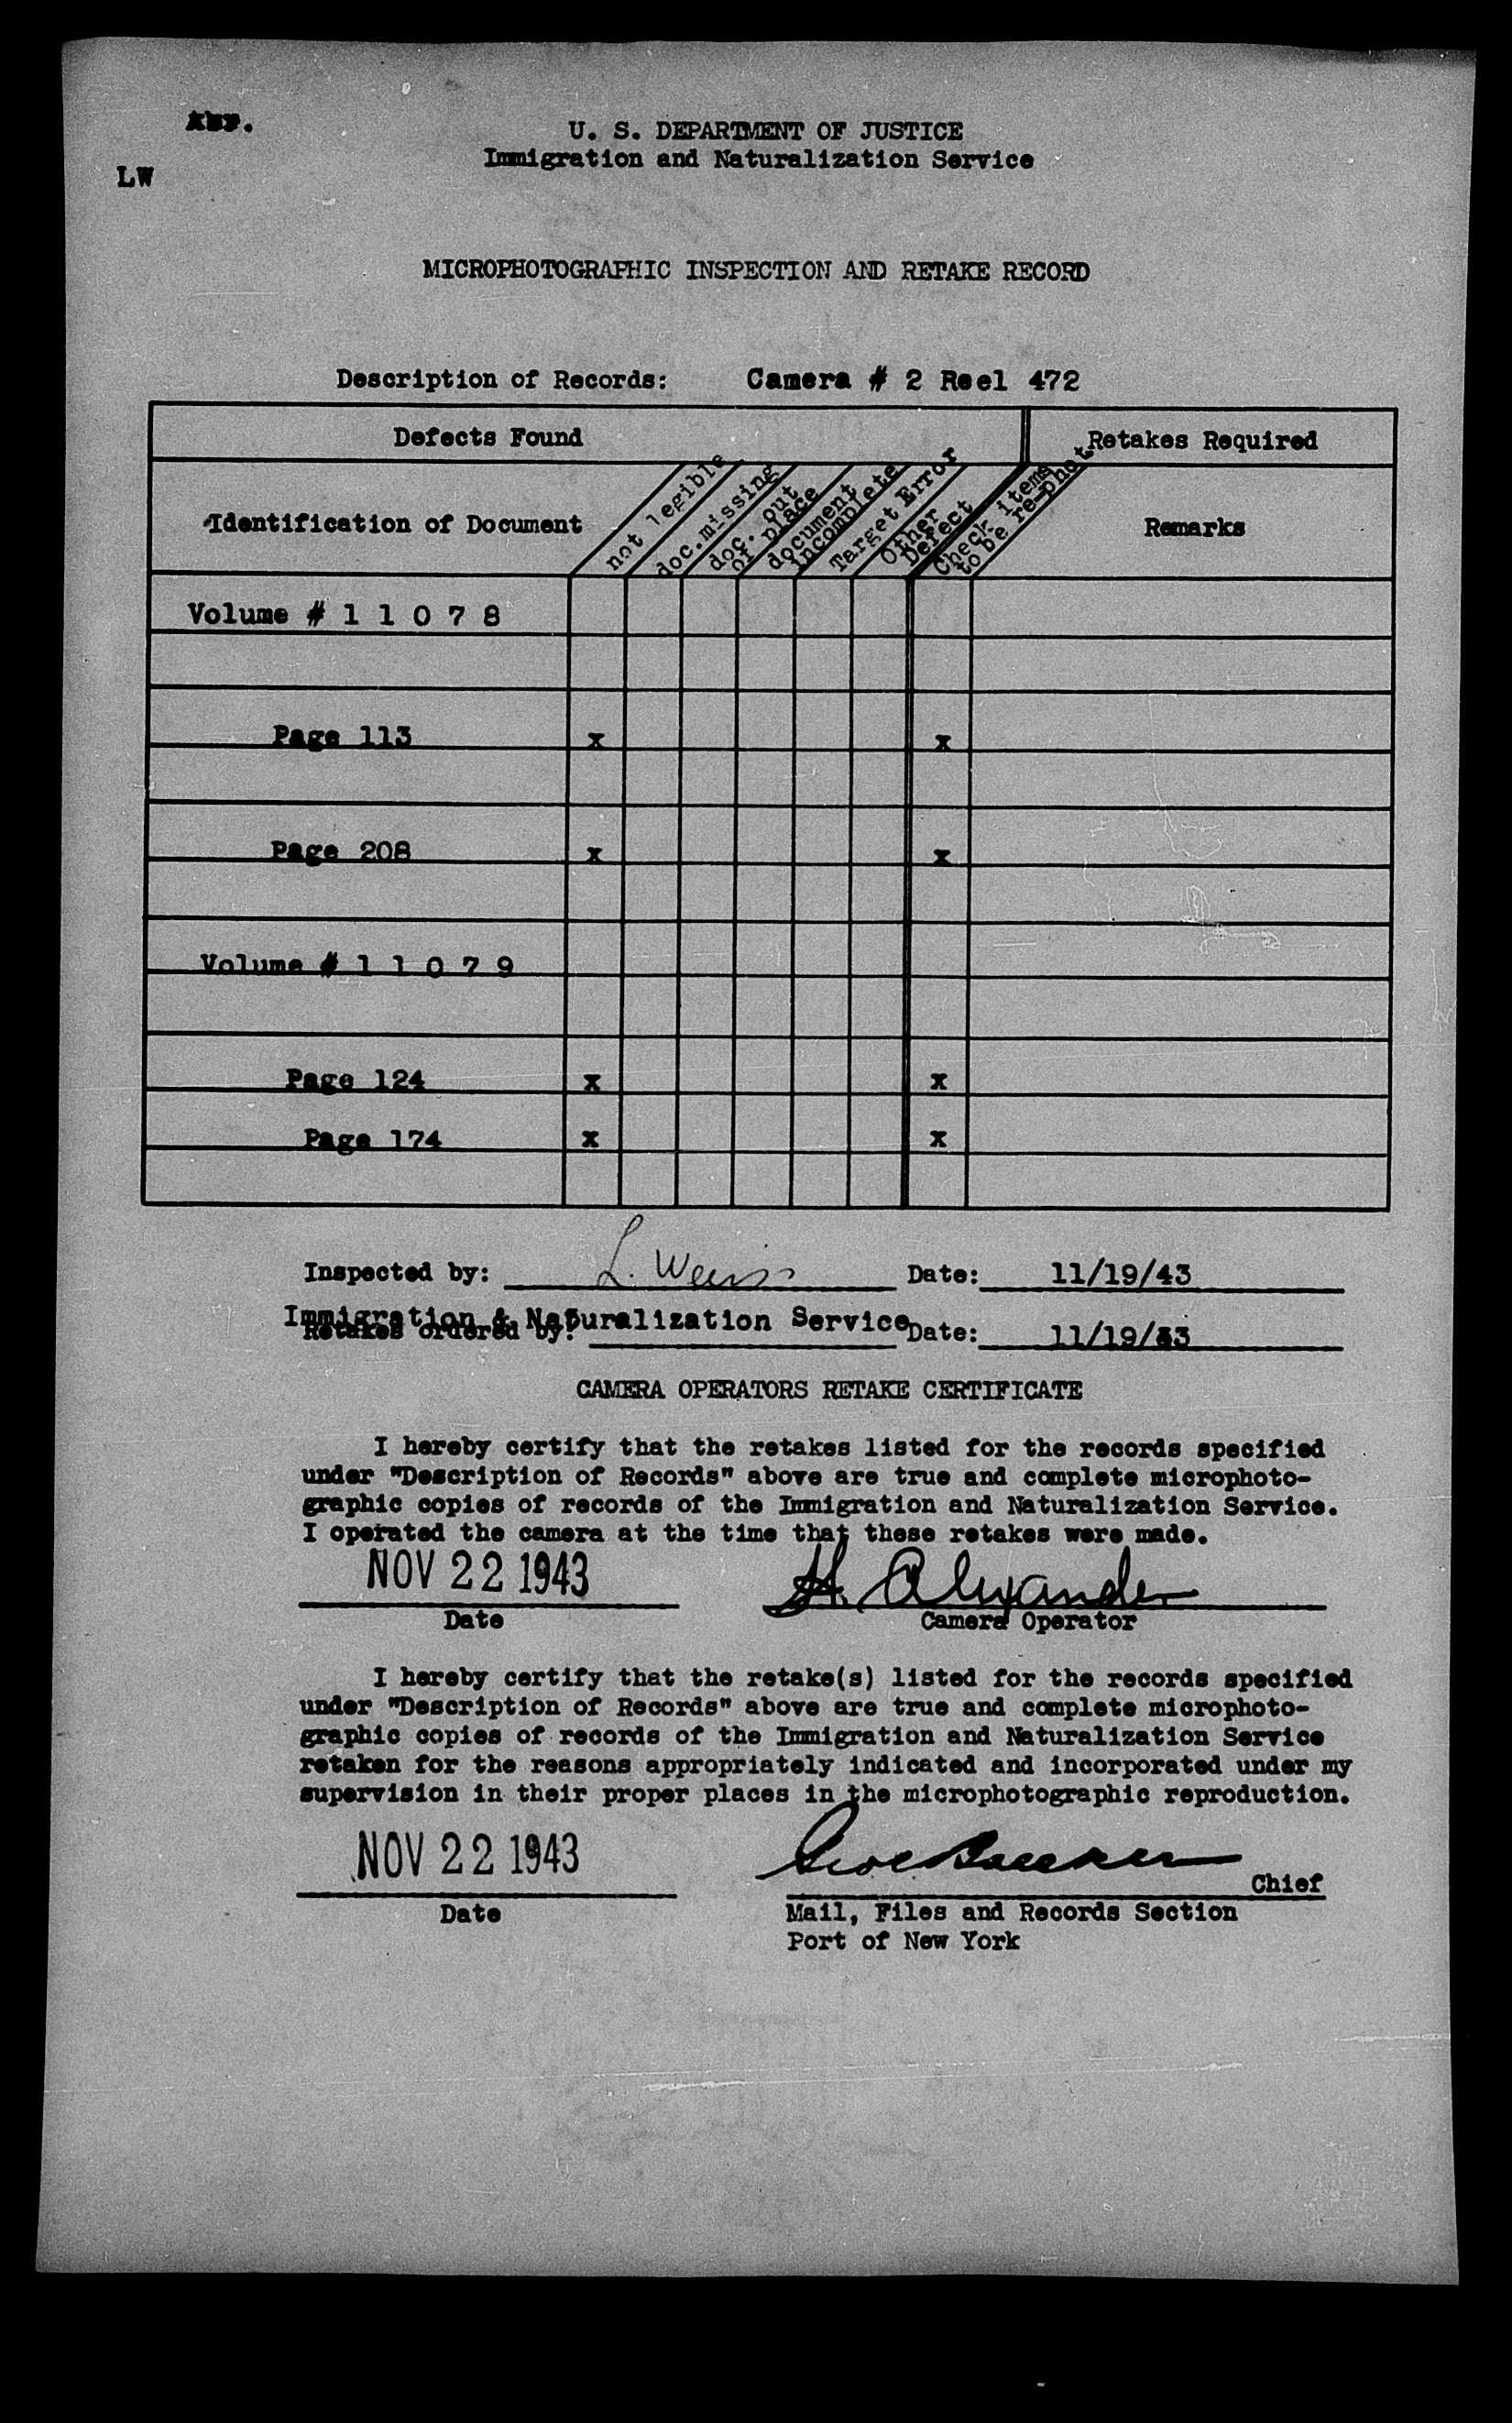 LW
U. S. DEPARTMENT OF JUSTICE
Immigration and Naturalization Service
MICROPHOTOGRAPHIC INSPECTION AND RETAKE RECORD
Description of Records: Camera # 2 Reel 472
Defects Found Retakes Required
Identification of Document
not legible
doc. missing
doc. out
of place
document
incomplete
Target Error
Other
Defect
Check items
to be re-phot
Remarks
Volume # 1 1 0 7 8
Page 113 x x
Page 208 x x
Volume # 1 1 0 7 9
Page 124 x x
Page 174 x x
Inspected by: L. Weiss Date: 11/19/43
Immigration & Naturalization Service
Retakes ordered by: Date: 11/19/43
CAMERA OPERATORS RETAKE CERTIFICATE
I hereby certify that the retakes listed for the records specified
under "Description of Records" above are true and complete microphoto-
graphic copies of records of the Immigration and Naturalization Service.
I operated the camera at the time that these retakes were made.
NOV 22 1943 H. Alexander
Date Camera Operator
I hereby certify that the retake(s) listed for the records specified
under "Description of Records" above are true and complete microphoto-
graphic copies of records of the Immigration and Naturalization Service
retaken for the reasons appropriately indicated and incorporated under my
supervision in their proper places in the microphotographic reproduction.
NOV 22 1943
Chief
Date Mail, Files and Records Section
Port of New York